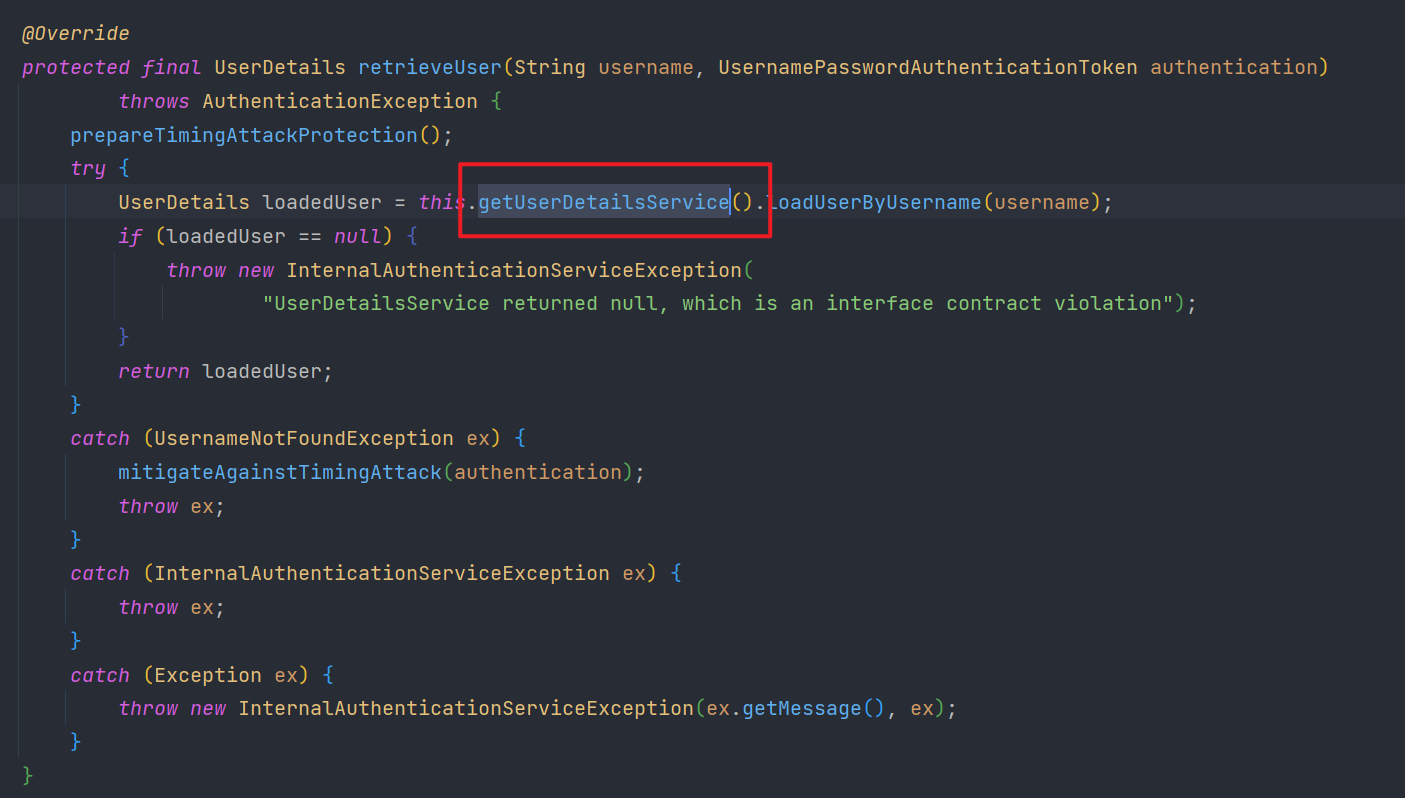 @Override
protected final UserDetails retrieveUser(String username, UsernamePasswordAuthenticationToken authentication)
throws AuthenticationException {
prepareTimingAttackProtection();
try {
UserDetails loadedUser = this.getUserDetailsService().loadUserByUsername(username);
if (loadedUser == null) {
throw new InternalAuthenticationServiceException(
"UserDetailsService returned null, which is an interface contract violation");
}
return loadedUser;
}
catch (UsernameNotFoundException ex) {
mitigateAgainstTimingAttack(authentication);
throw ex;
}
catch (InternalAuthenticationServiceException ex) {
throw ex;
}
catch (Exception ex) {
throw new InternalAuthenticationServiceException(ex.getMessage(), ex);
}
}